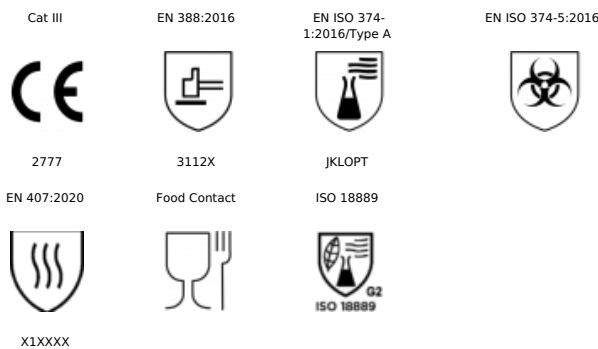 Cat III
EN 388:2016
EN ISO 374-
1:2016/Type A
EN ISO 374-5:2016
CE
2777
3112X
JKLOPT
EN 407:2020
Food Contact
ISO 18889
G2
ISO 18889
X1XXXX